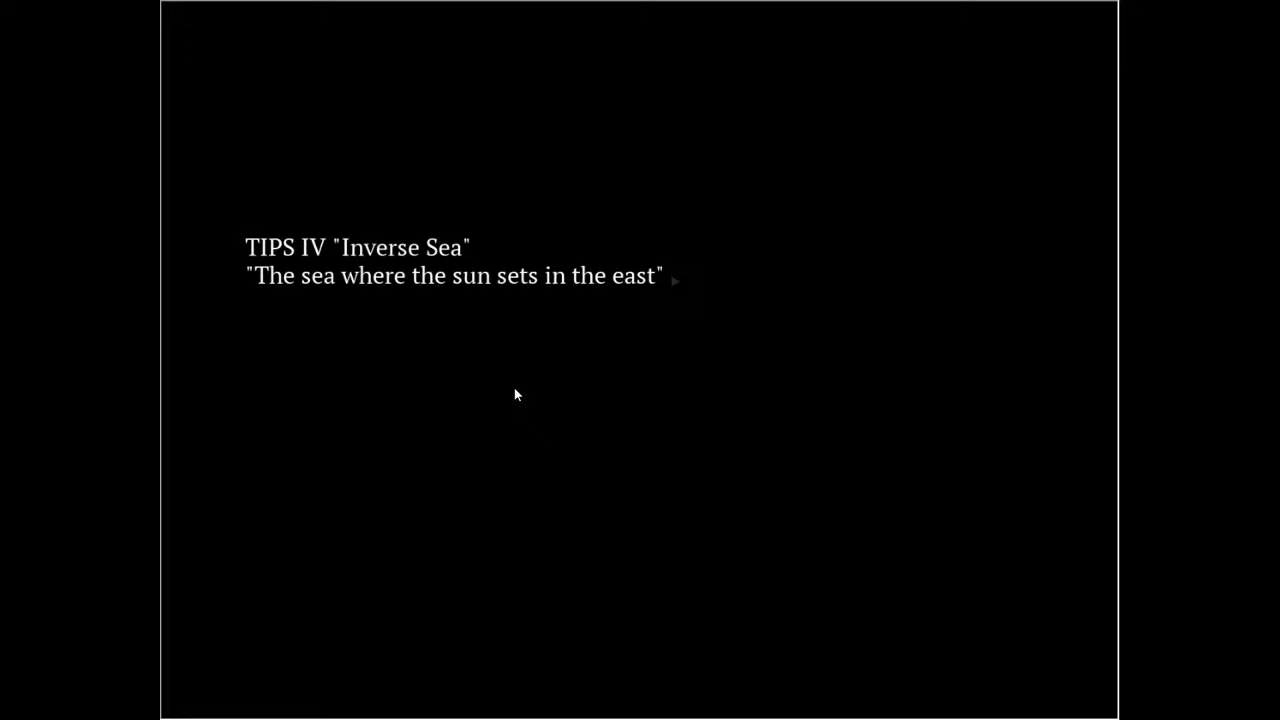 TIPS IV "Inverse Sea"
"The sea where the sun sets in the east"